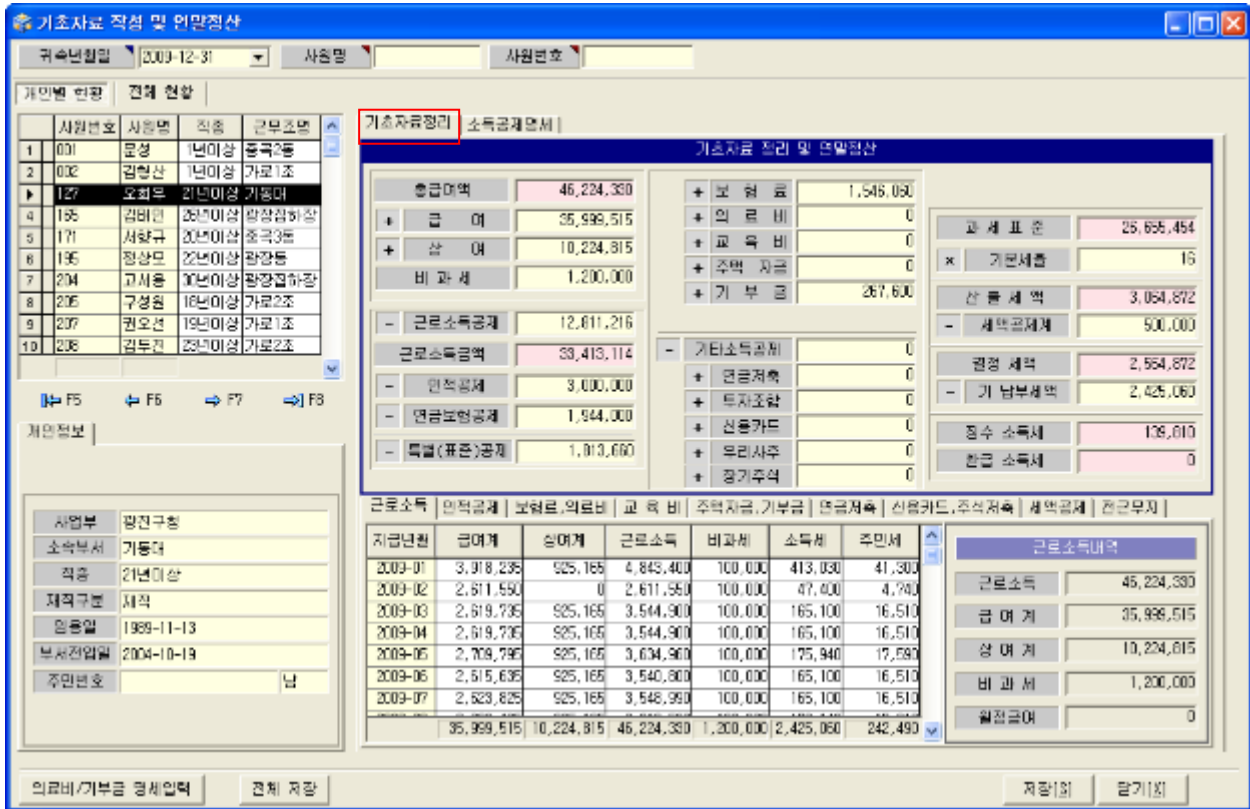 기초자료 작성 및 연말정산
귀속년월일 2009-12-31 사원명 사원번호
개인별 현황 전체 현황
사원번호 사원명 직종 근무조명
1 001 문성 1년미상 중곡2동
2 002 김형산 1년미상 가로1조
127 오희우 21년미상 기동대
4 165 김바인 26년미상 광장집하장
5 171 서향규 20년미상 중곡3동
6 195 정상모 22년미상 광장동
7 204 고서용 30년미상 광장집하장
8 205 구성원 18년미상 가로2조
9 207 권오선 19년미상 가로1조
10 208 김두진 23년미상 가로2조
F5 F6 F7 F8
개인정보
사업부 광진구청
소속부서 기동대
직종 21년미상
재직구분 재직
임용일 1989-11-13
부서전입일 2004-10-19
주민번호 남
기초자료정리 소득공제명세
기초자료 정리 및 연말정산
총급여액 46,224,330
+ 급 여 35,999,515
+ 상 여 10,224,815
비 과 세 1,200,000
- 근로소득공제 12,811,216
근로소득금액 33,413,114
- 인적공제 3,000,000
- 연금보험공제 1,944,000
- 특별(표준)공제 1,813,660
+ 보 험 료 1,546,060
+ 의 료 비 0
+ 교 육 비 0
+ 주택 자금 0
+ 기 부 금 267,600
- 기타소득공제 0
+ 연금저축 0
+ 투자조합 0
+ 신용카드 0
+ 우리사주 0
+ 장기주식 0
과 세 표 준 26,655,454
× 기본세율 16
산 출 세 액 3,064,872
- 세액공제계 500,000
결정 세액 2,564,872
- 기 납부세액 2,425,060
징수 소득세 139,810
환급 소득세 0
근로소득 인적공제 보험료,의료비 교 육 비 주택자금,기부금 연금저축 신용카드,주식저축 세액공제 전근무지
지급년월 급여계 상여계 근로소득 비과세 소득세 주민세
2009-01 3,918,235 925,165 4,843,400 100,000 413,030 41,300
2009-02 2,611,550 0 2,611,550 100,000 47,400 4,740
2009-03 2,619,735 925,165 3,544,900 100,000 165,100 16,510
2009-04 2,619,735 925,165 3,544,900 100,000 165,100 16,510
2009-05 2,709,795 925,165 3,634,960 100,000 175,940 17,590
2009-06 2,615,635 925,165 3,540,800 100,000 165,100 16,510
2009-07 2,623,825 925,165 3,548,990 100,000 165,100 16,510
35,999,515 10,224,815 46,224,330 1,200,000 2,425,060 242,490
근로소득내역
근로소득 46,224,330
급 여 계 35,999,515
상 여 계 10,224,815
비 과 세 1,200,000
월정급여 0
의료비/기부금 명세입력 전체 저장 저장[S] 닫기[X]